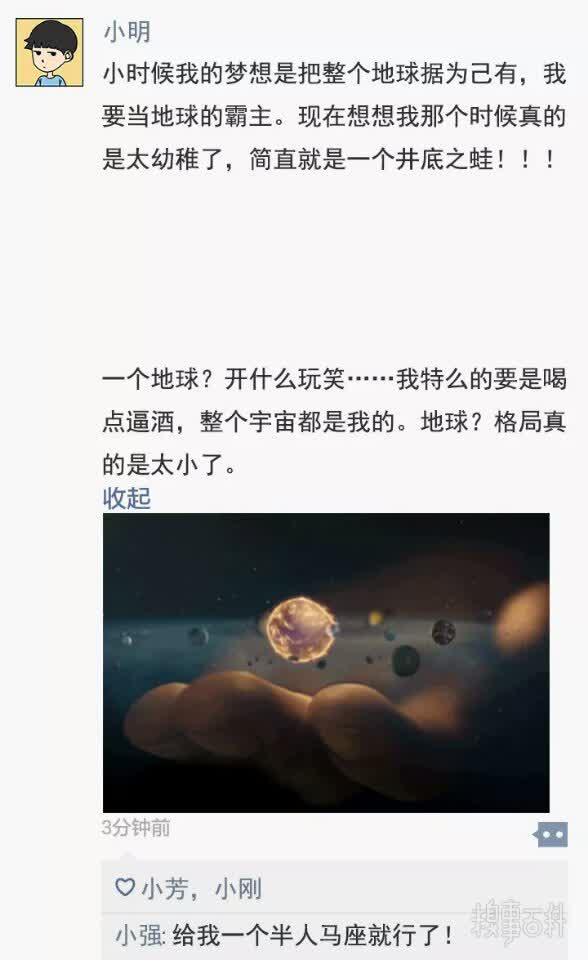 小明
小时候我的梦想是把整个地球据为己有，我
要当地球的霸主。现在想想我那个时候真的
是太幼稚了，简直就是一个井底之蛙！！！
一个地球？开什么玩笑……我特么的要是喝
点逼酒，整个宇宙都是我的。地球？格局真
的是太小了。
收起
3分钟前
小芳，小刚
小强: 给我一个半人马座就行了！
糗事百科